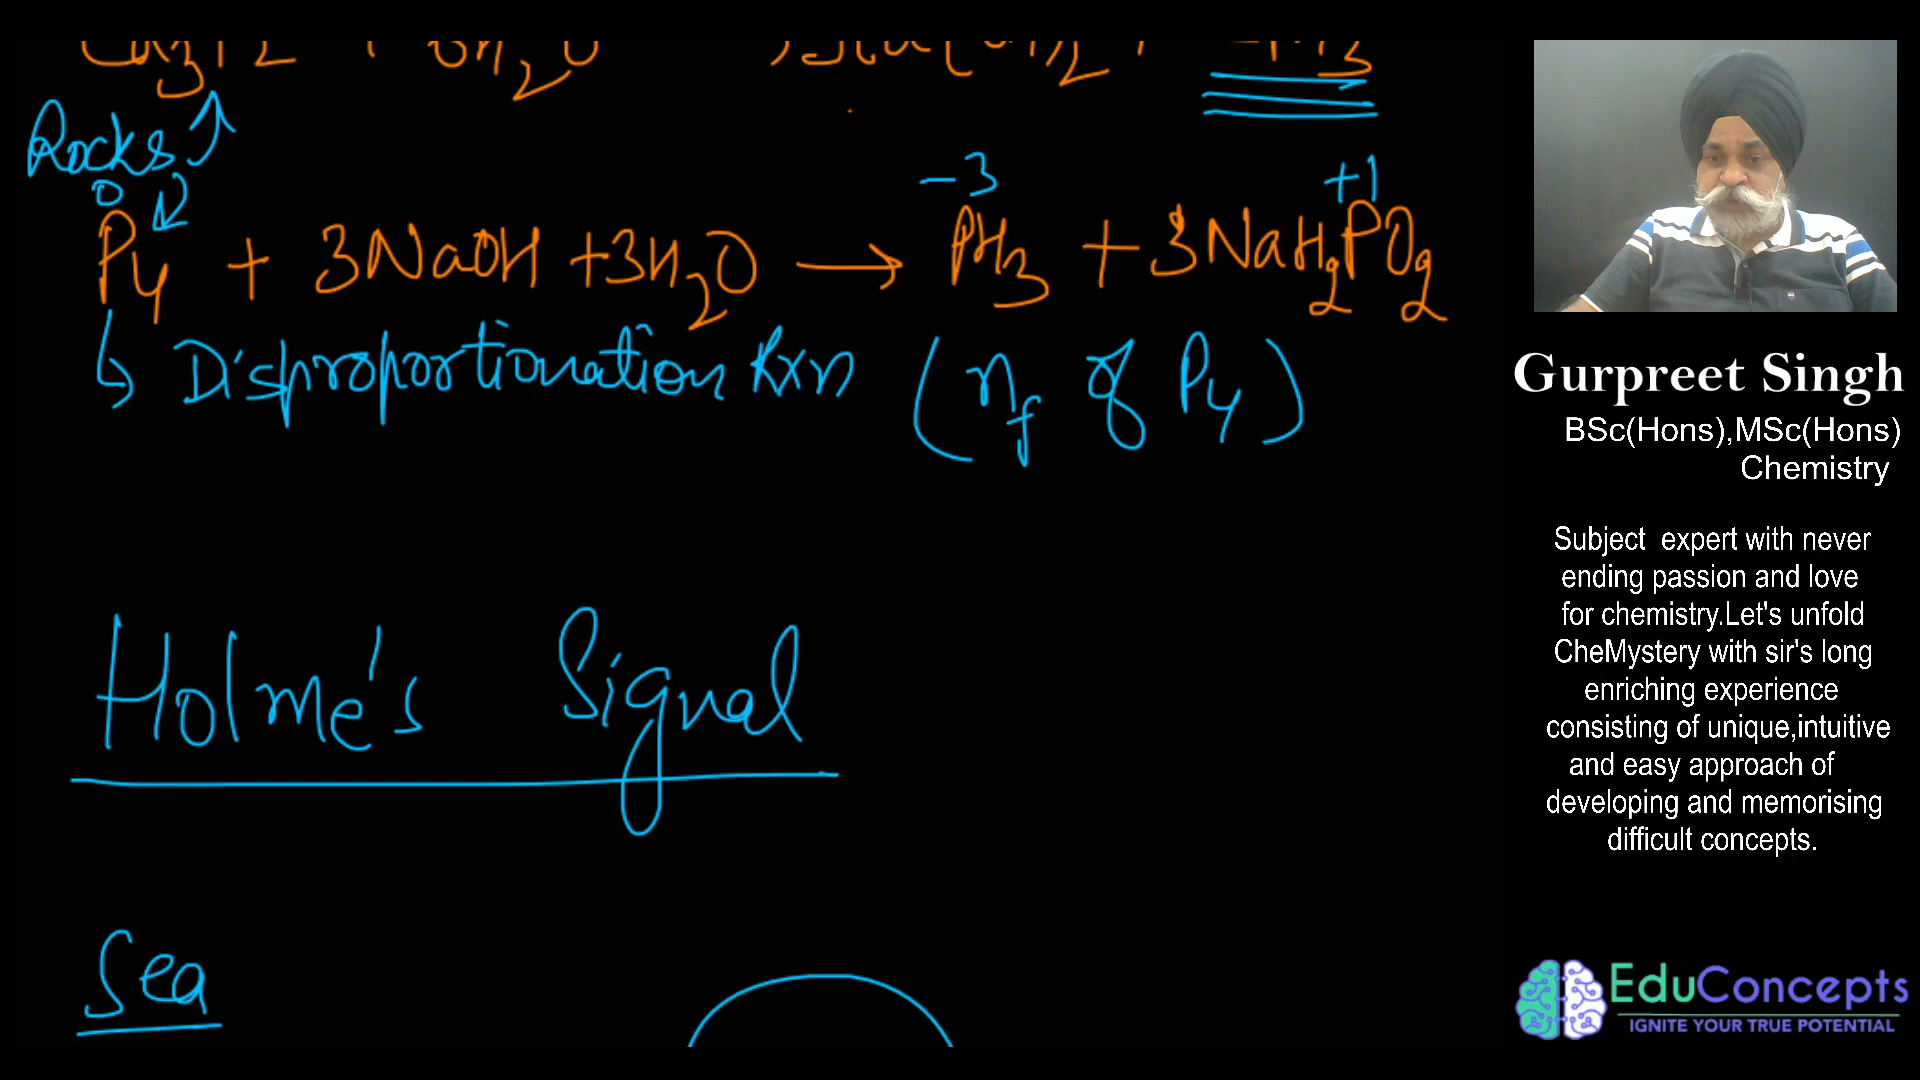 Rocks
0
-3
+1
P4 + 3NaOH + 3H2O → PH3 + 3NaH2PO2
↳ Disproportionation Rxn (nf of P4)
Holme's Signal
Sea
Gurpreet Singh
BSc(Hons),MSc(Hons)
Chemistry
Subject expert with never
ending passion and love
for chemistry.Let's unfold
CheMystery with sir's long
enriching experience
consisting of unique,intuitive
and easy approach of
developing and memorising
difficult concepts.
EduConcepts
IGNITE YOUR TRUE POTENTIAL